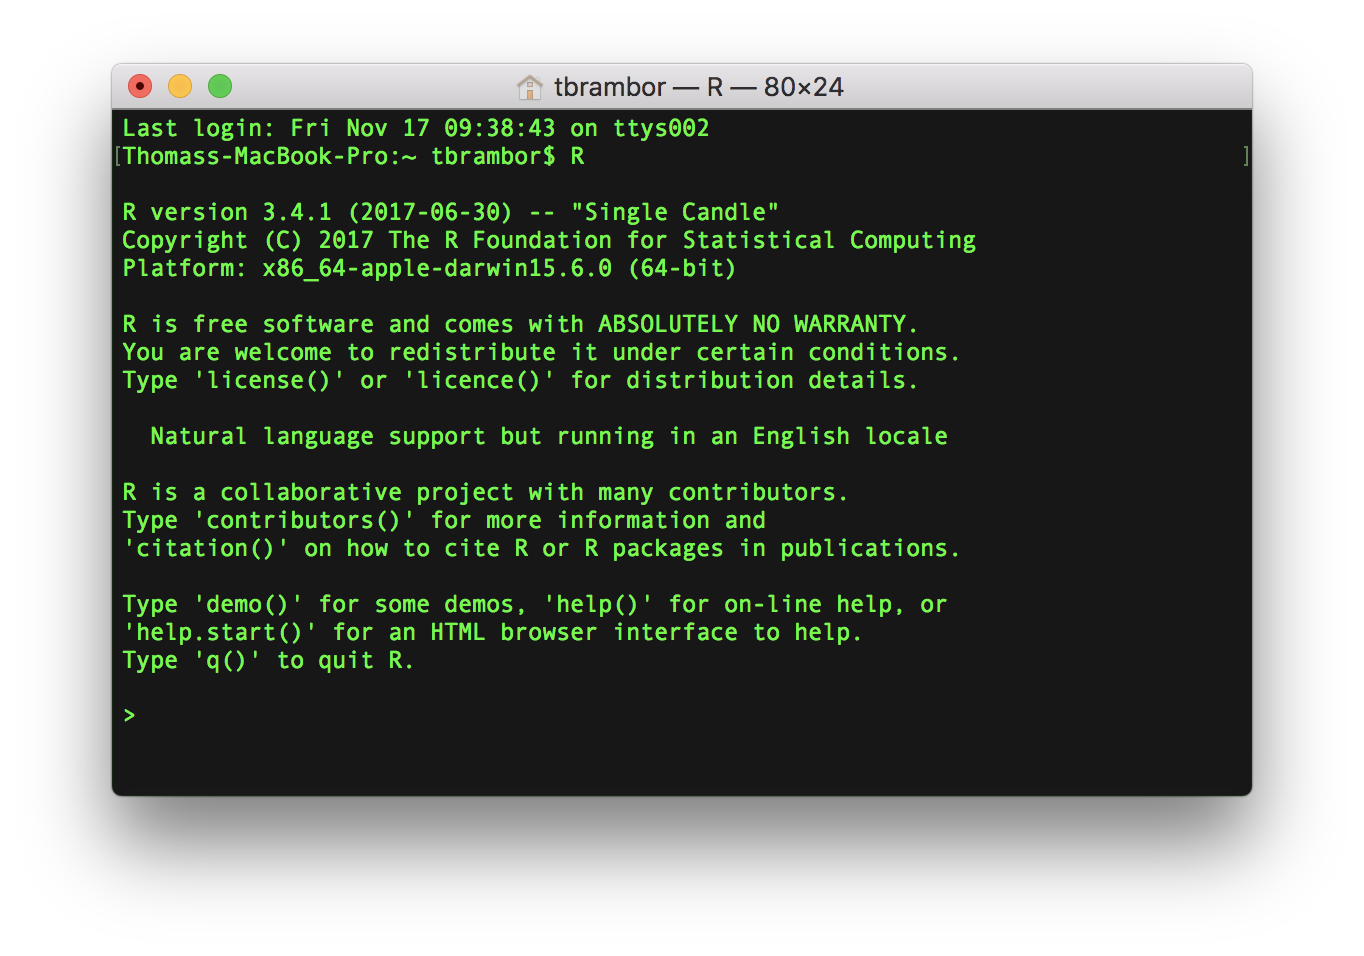 tbrambor — R — 80×24
Last login: Fri Nov 17 09:38:43 on ttys002
[Thomass-MacBook-Pro:~ tbrambor$ R ]
R version 3.4.1 (2017-06-30) -- "Single Candle"
Copyright (C) 2017 The R Foundation for Statistical Computing
Platform: x86_64-apple-darwin15.6.0 (64-bit)
R is free software and comes with ABSOLUTELY NO WARRANTY.
You are welcome to redistribute it under certain conditions.
Type 'license()' or 'licence()' for distribution details.
Natural language support but running in an English locale
R is a collaborative project with many contributors.
Type 'contributors()' for more information and
'citation()' on how to cite R or R packages in publications.
Type 'demo()' for some demos, 'help()' for on-line help, or
'help.start()' for an HTML browser interface to help.
Type 'q()' to quit R.
>